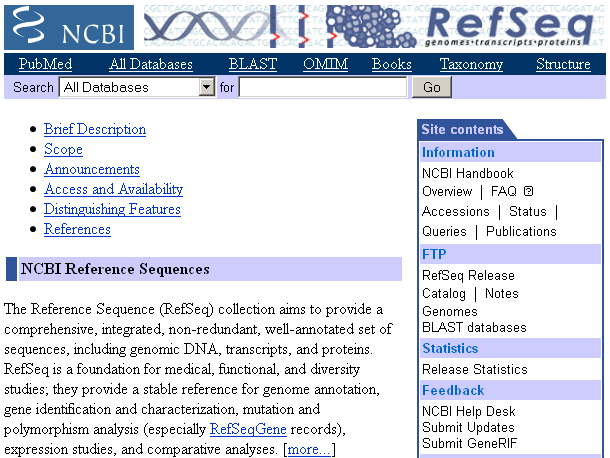 NCBI
RefSeq
genomes·transcripts·proteins
PubMed All Databases BLAST OMIM Books Taxonomy Structure
Search All Databases for Go
Brief Description
Scope
Announcements
Access and Availability
Distinguishing Features
References
NCBI Reference Sequences
The Reference Sequence (RefSeq) collection aims to provide a
comprehensive, integrated, non-redundant, well-annotated set of
sequences, including genomic DNA, transcripts, and proteins.
RefSeq is a foundation for medical, functional, and diversity
studies; they provide a stable reference for genome annotation,
gene identification and characterization, mutation and
polymorphism analysis (especially RefSeqGene records),
expression studies, and comparative analyses. [more...]
Site contents
Information
NCBI Handbook
Overview | FAQ ?
Accessions | Status |
Queries | Publications
FTP
RefSeq Release
Catalog | Notes
Genomes
BLAST databases
Statistics
Release Statistics
Feedback
NCBI Help Desk
Submit Updates
Submit GeneRIF